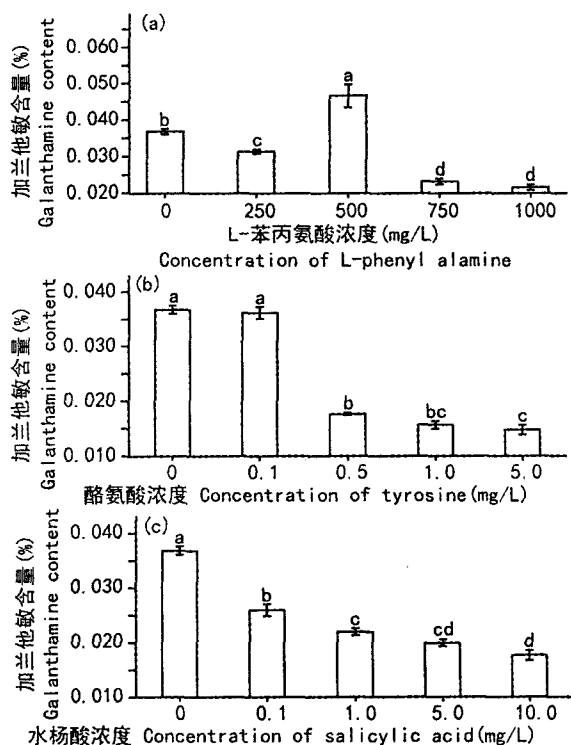 (a)
加兰他敏含量(%)
Galanthamine content
0.060
0.050
0.040
0.030
0.020
b
c
a
d
d
0
250
500
750
1000
L-苯丙氨酸浓度(mg/L)
Concentration of L-phenyl alamine
(b)
加兰他敏含量(%)
Galanthamine content
0.040
0.030
0.020
0.010
a
a
b
bc
c
0
0.1
0.5
1.0
5.0
酪氨酸浓度 Concentration of tyrosine(mg/L)
(c)
加兰他敏含量(%)
Galanthamine content
0.040
0.030
0.020
0.010
a
b
c
cd
d
0
0.1
1.0
5.0
10.0
水杨酸浓度 Concentration of salicylic acid(mg/L)